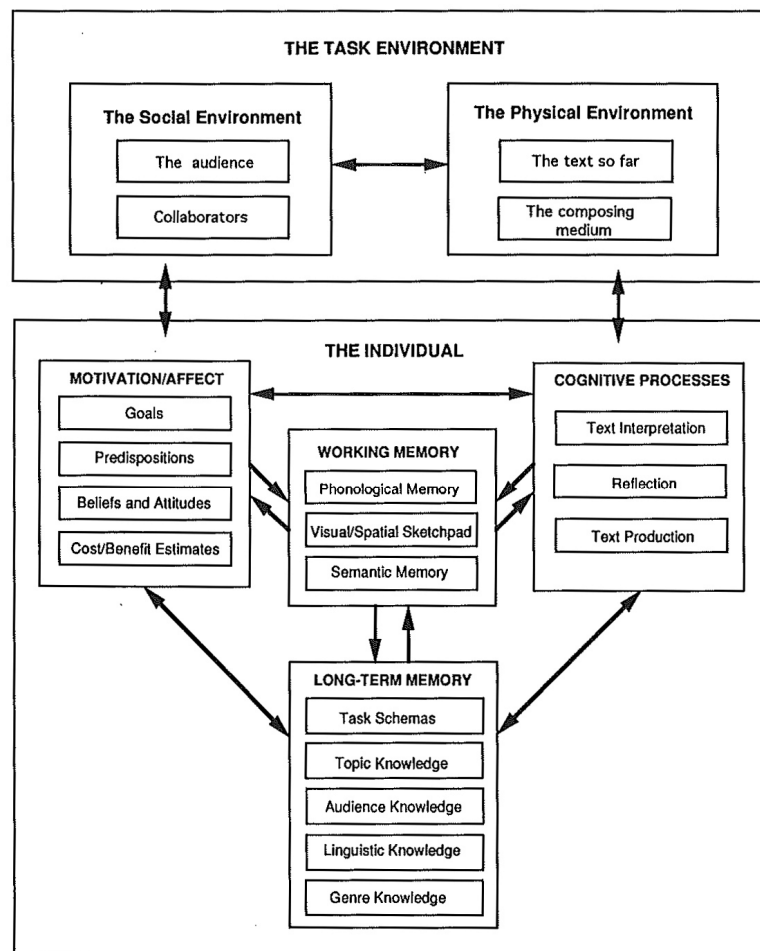 THE TASK ENVIRONMENT
The Social Environment
The audience
Collaborators
The Physical Environment
The text so far
The composing
medium
THE INDIVIDUAL
MOTIVATION/AFFECT
Goals
Predispositions
Beliefs and Attitudes
Cost/Benefit Estimates
WORKING MEMORY
Phonological Memory
Visual/Spatial Sketchpad
Semantic Memory
COGNITIVE PROCESSES
Text Interpretation
Reflection
Text Production
LONG-TERM MEMORY
Task Schemas
Topic Knowledge
Audience Knowledge
Linguistic Knowledge
Genre Knowledge